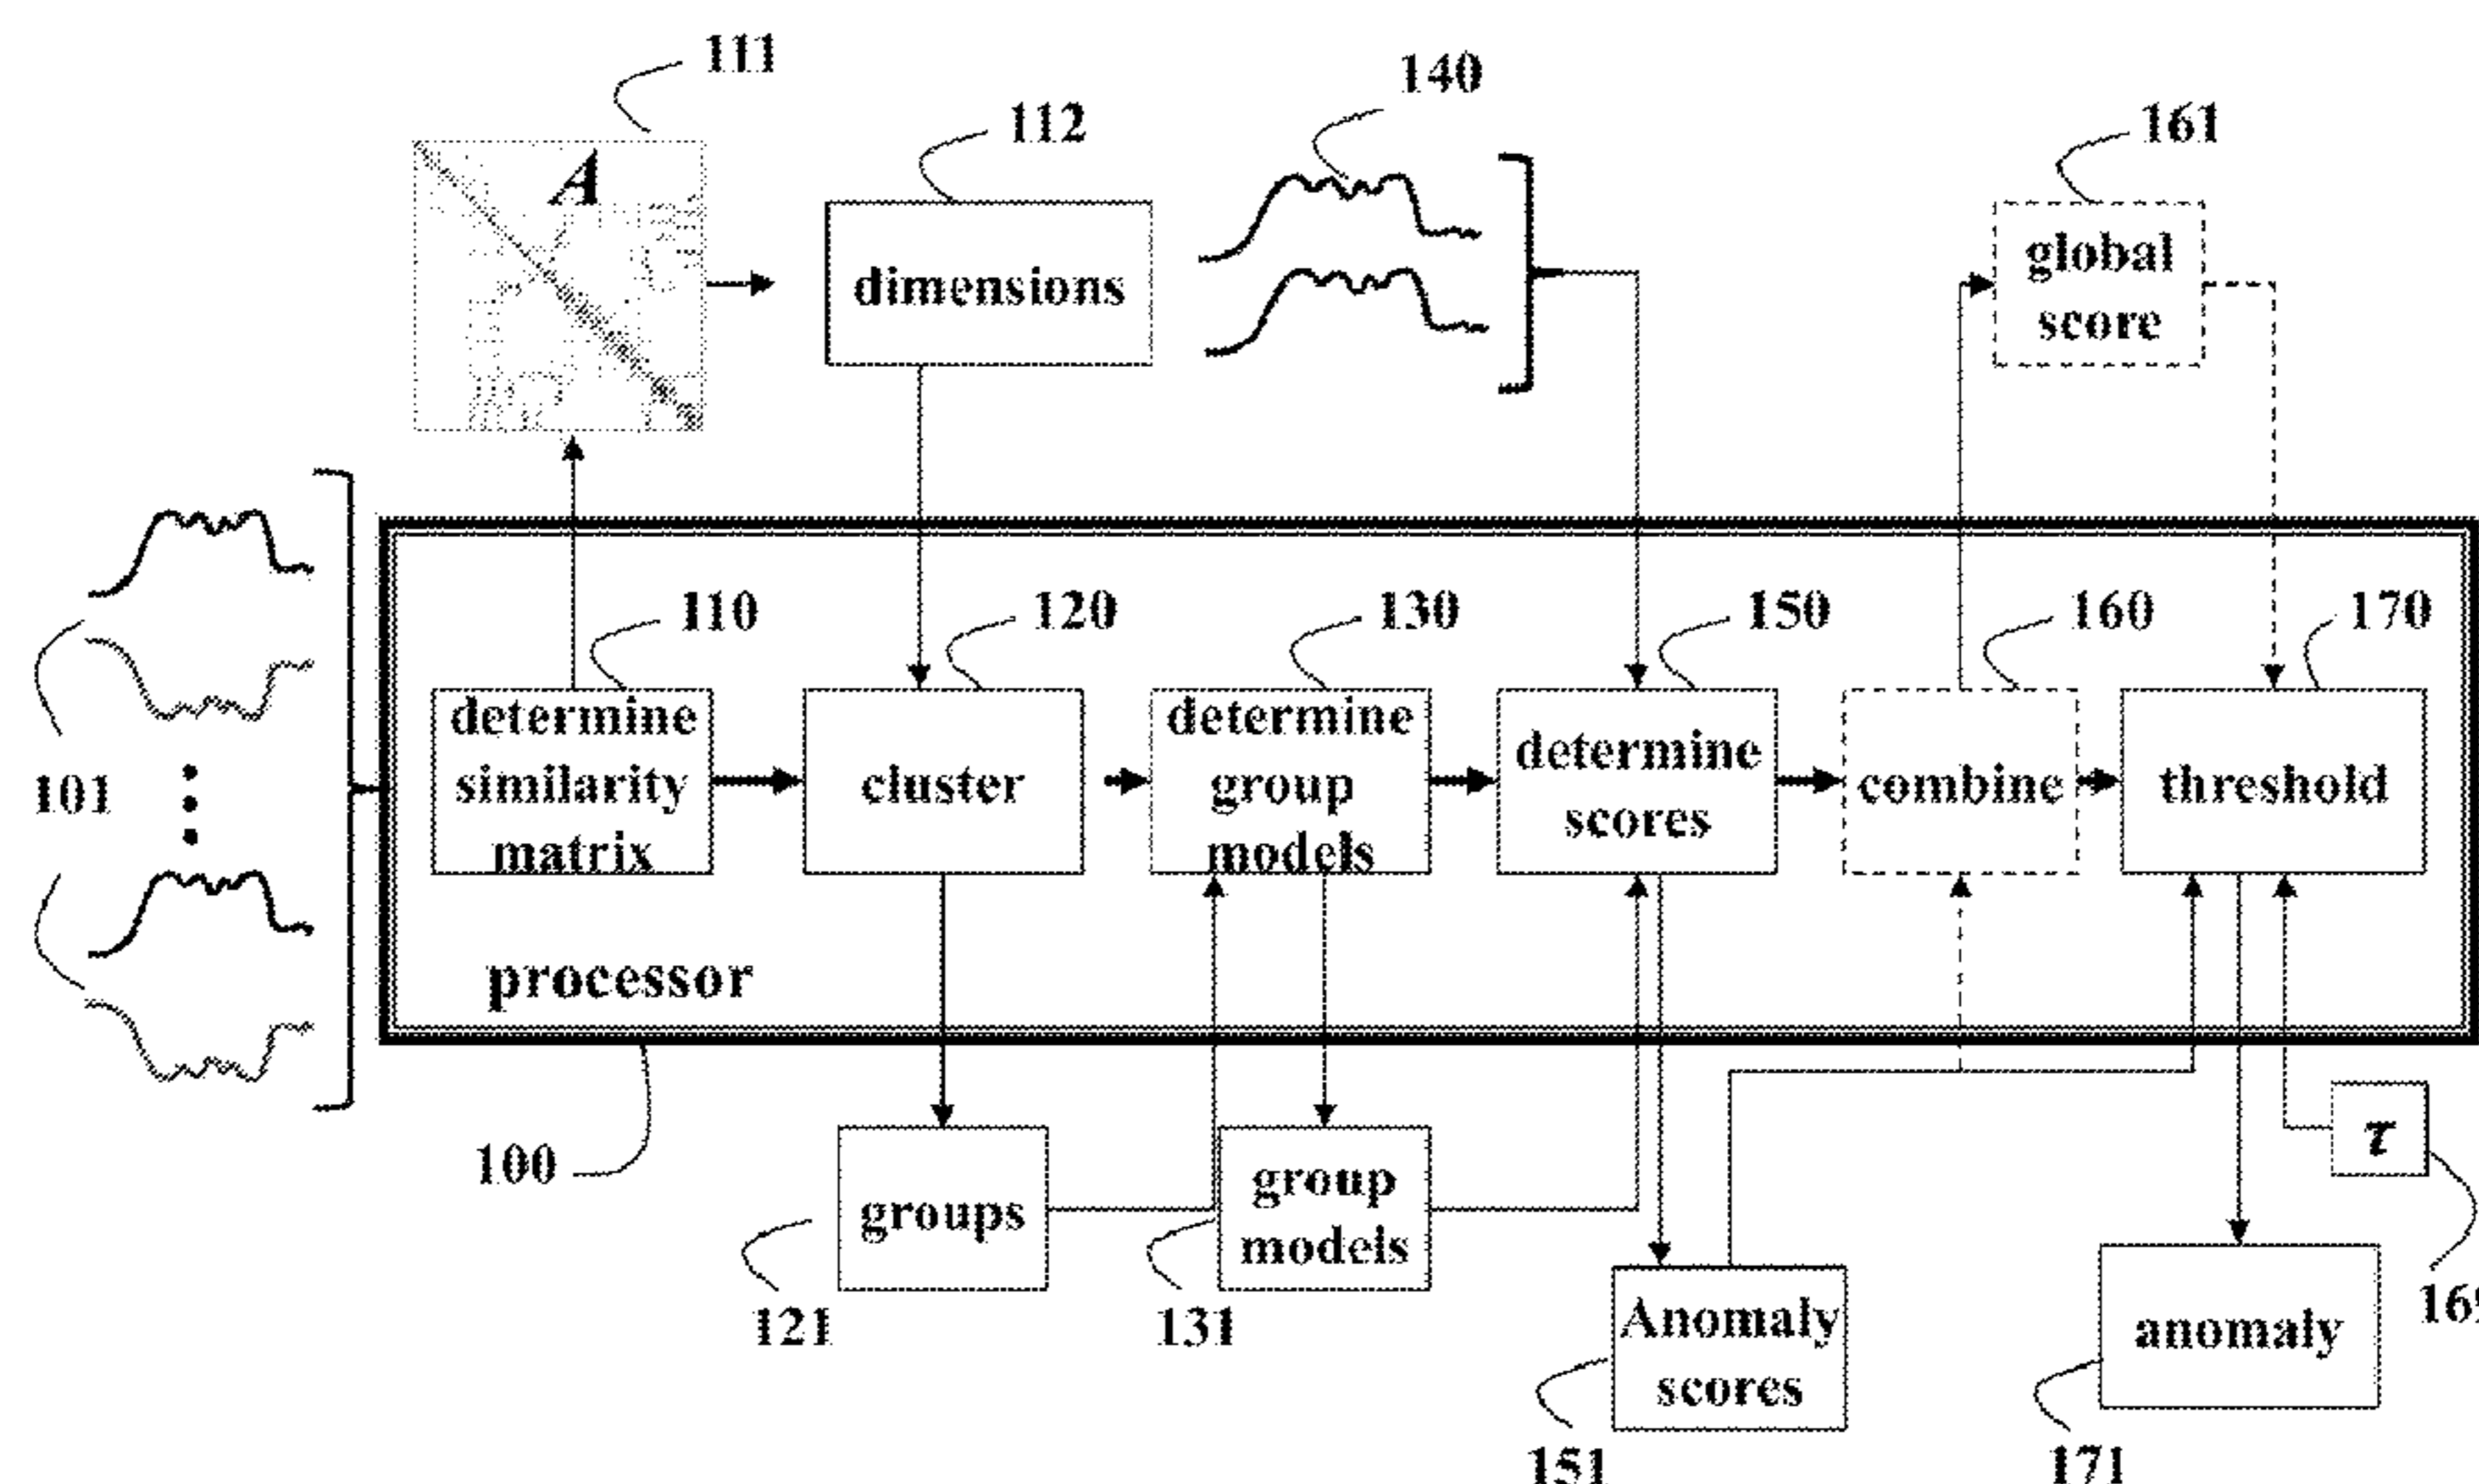 111
140
112
161
A
global
score
dimensions
110
120
130
150
160
170
determine
similarity
matrix
cluster
determine
group
models
determine
scores
combine
threshold
101
processor
100
groups
group
models
τ
121
131
Anomaly
scores
anomaly
151
171